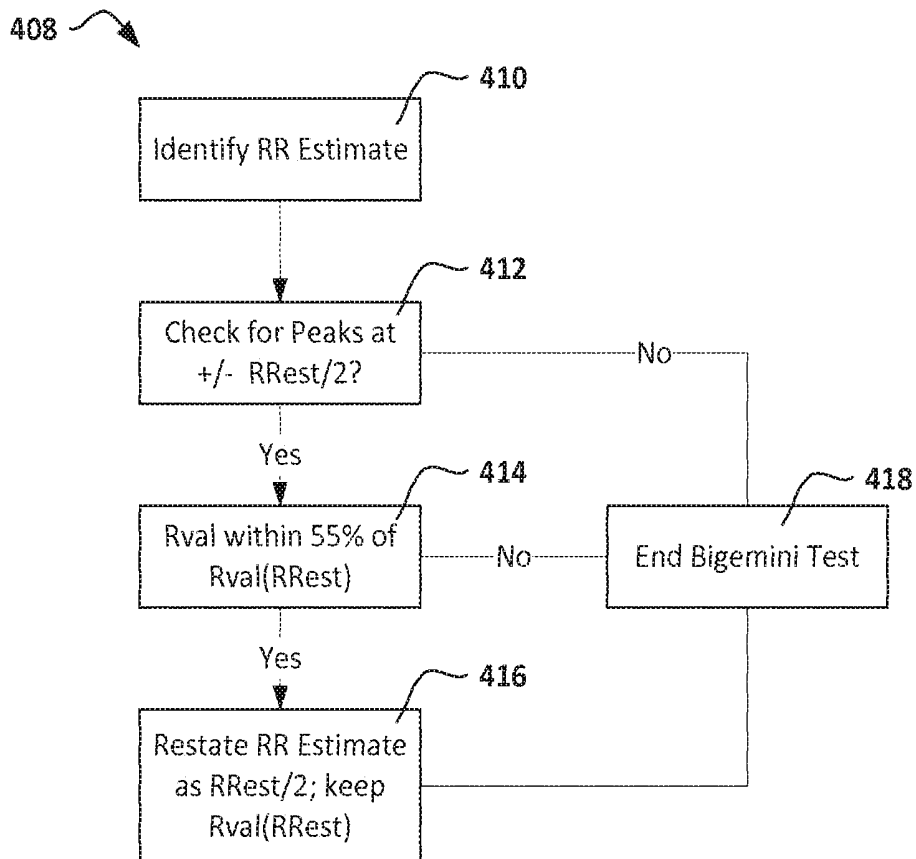 408
410
Identify RR Estimate
412
Check for Peaks at
+/- RRest/2?
No
Yes
414
418
Rval within 55% of
Rval(RRest)
No
End Bigemini Test
Yes
416
Restate RR Estimate
as RRest/2; keep
Rval(RRest)